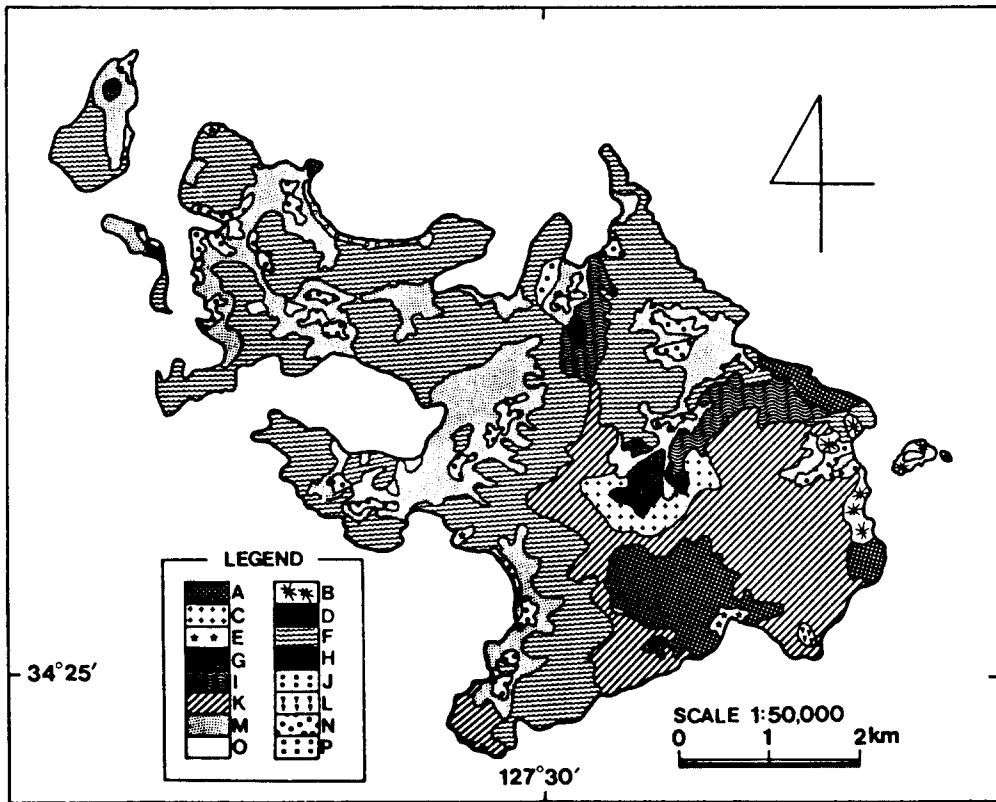 LEGEND
A B
C D
E F
G H
I J
K L
M N
O P
34°25′
127°30′
SCALE 1:50,000
0 1 2km